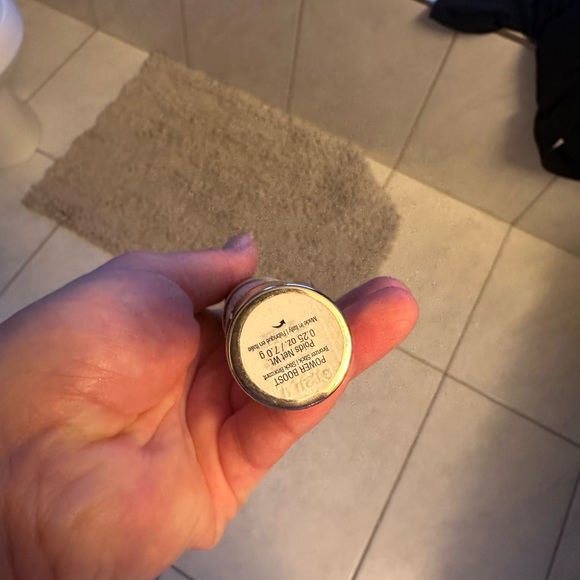 POWER BOOST
Bronzer Stick | Stick Bronzant
Poids Net Wt.
0.25 oz. / 7.0 g
Made in Italy | Fabriqué en Italie